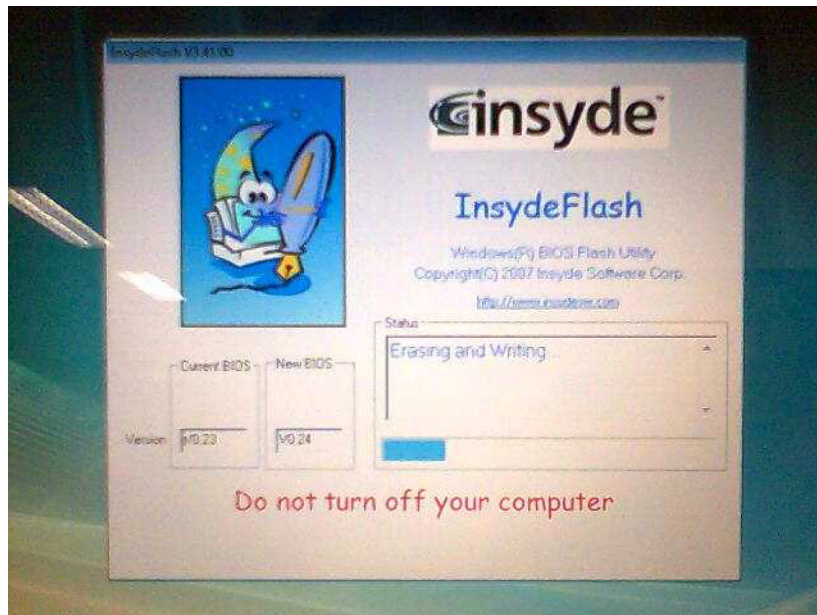 InsydeFlash V3.43.00
insyde
InsydeFlash
Windows(R) BIOS Flash Utility
Copyright(C) 2007 Insyde Software Corp.
Status
Erasing and Writing...
Current BIOS
New BIOS
Version
V0.23
V0.24
Do not turn off your computer